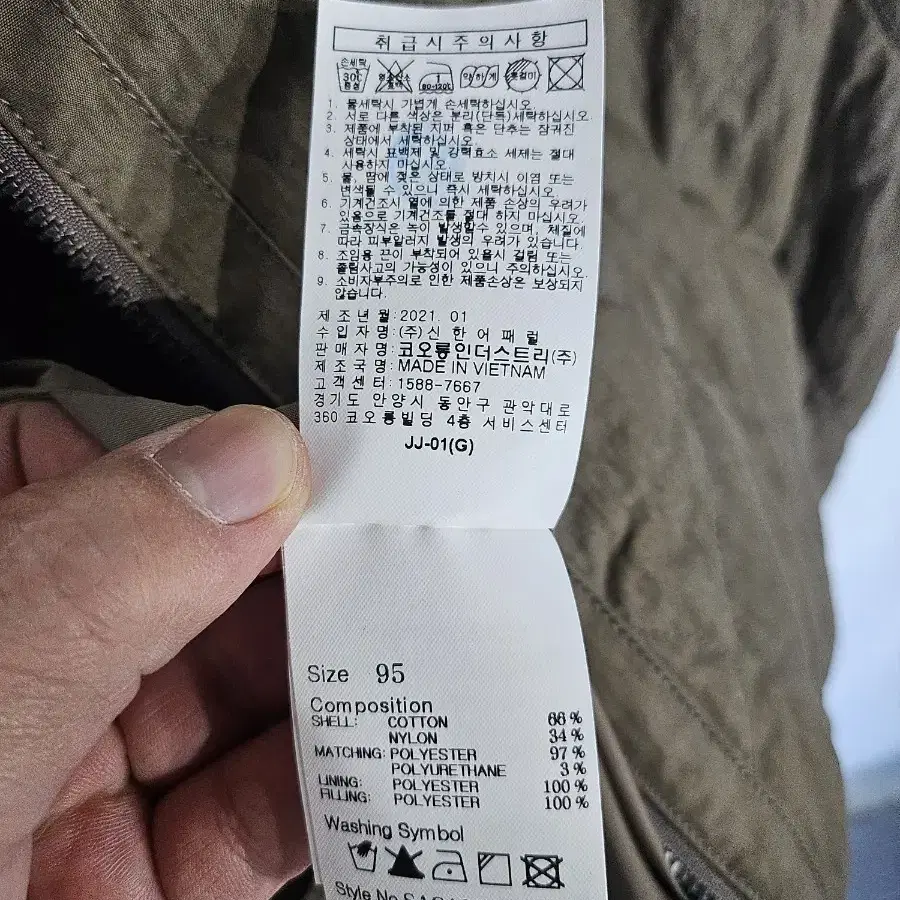 취급시주의사항
손세탁
30℃
중성
염소산소
표백
1
80-120℃
약하게
옷걸이
1. 물세탁시 가볍게 손세탁하십시오.
2. 서로 다른 색상은 분리(단독)세탁하십시오.
3. 제품에 부착된 지퍼 혹은 단추는 잠궈진
상태에서 세탁하십시오.
4. 세탁시 표백제 및 강력효소 세제는 절대
사용하지 마십시오.
5. 물, 땀에 젖은 상태로 방치시 이염 또는
변색될 수 있으니 즉시 세탁하십시오.
6. 기계건조시 열에 의한 제품 손상의 우려가
있음으로 기계건조를 절대 하지 마십시오.
7. 금속장식은 녹이 발생할수 있으며, 체질에
따라 피부알러지 발생의 우려가 있습니다.
8. 조임용 끈이 부착되어 있을시 걸림 또는
졸림사고의 가능성이 있으니 주의하십시오.
9. 소비자부주의로 인한 제품손상은 보상되지
않습니다.
제조년월:2021. 01
수입자명:(주)신한어패럴
판매자명:코오롱인더스트리(주)
제조국명:MADE IN VIETNAM
고객센터:1588-7667
경기도 안양시 동안구 관악대로
360 코오롱빌딩 4층 서비스센터
JJ-01(G)
Size 95
Composition
SHELL: COTTON 66%
NYLON 34%
MATCHING: POLYESTER 97%
POLYURETHANE 3%
LINING: POLYESTER 100%
FILLING: POLYESTER 100%
Washing Symbol
Style No